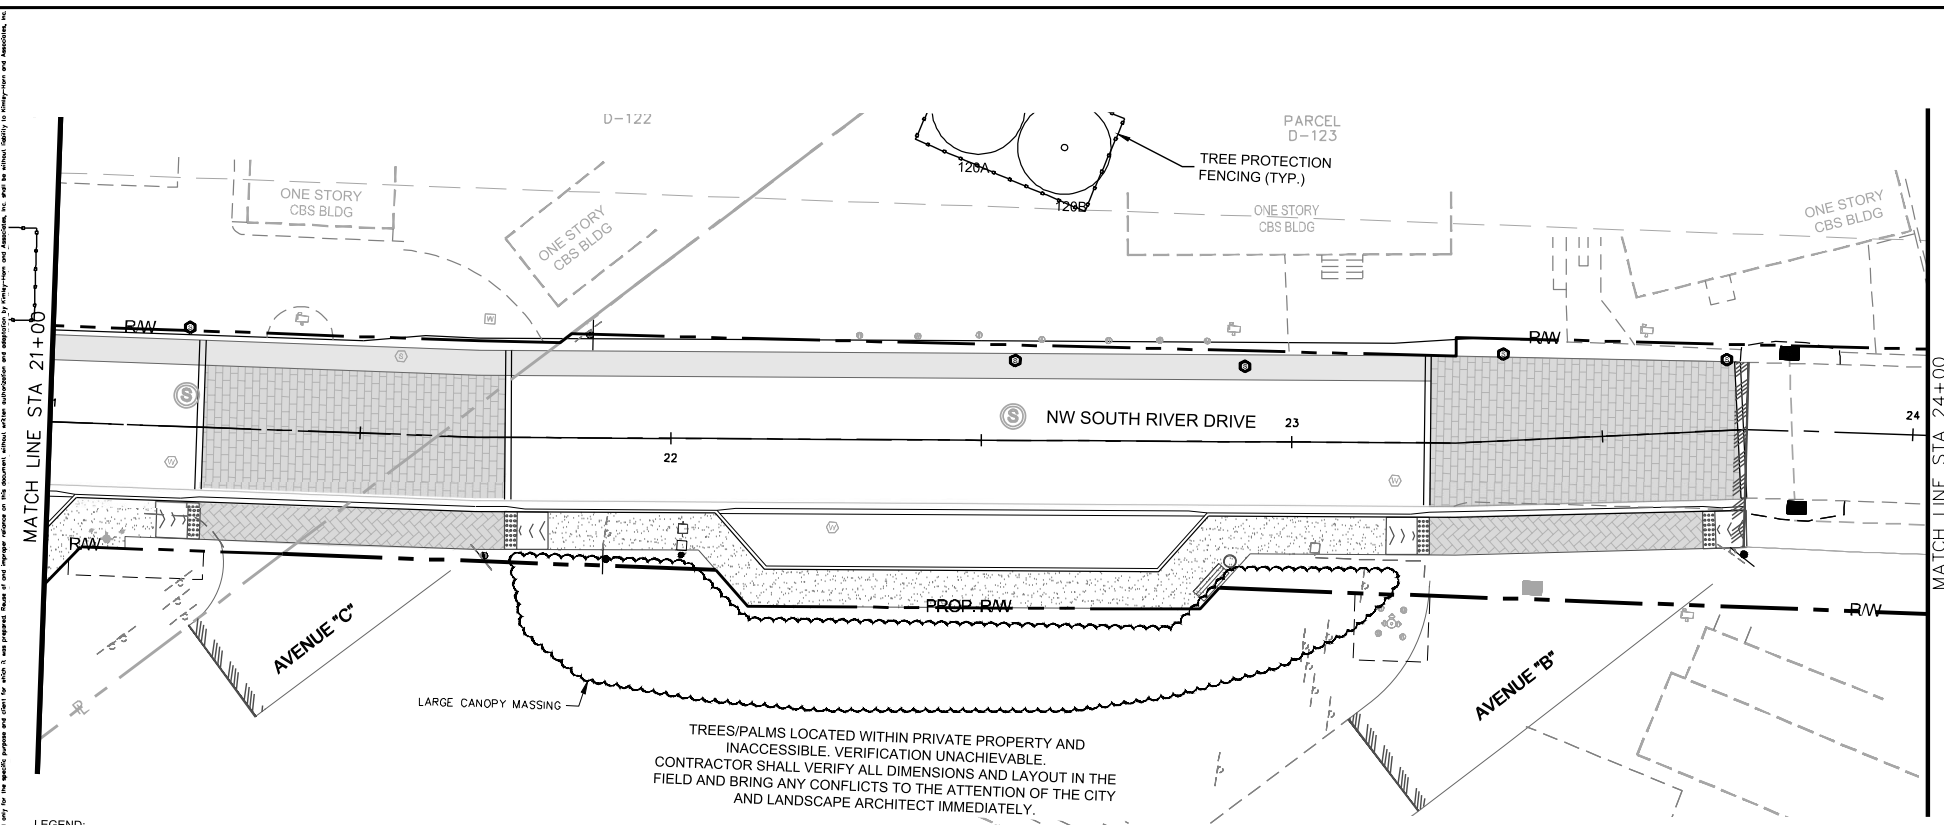 D-122
PARCEL
D-123
TREE PROTECTION
FENCING (TYP.)
120A
120B
ONE STORY
CBS BLDG
ONE STORY
CBS BLDG
ONE STORY
CBS BLDG
ONE STORY
CBS BLDG
MATCH LINE STA 21+00
R/W
R/W
W
S
S
NW SOUTH RIVER DRIVE
23
24
22
W
W
W
MATCH LINE STA 24+00
R/W
PROP. R/W
R/W
AVENUE "C"
AVENUE "B"
LARGE CANOPY MASSING
TREES/PALMS LOCATED WITHIN PRIVATE PROPERTY AND
INACCESSIBLE. VERIFICATION UNACHIEVABLE.
CONTRACTOR SHALL VERIFY ALL DIMENSIONS AND LAYOUT IN THE
FIELD AND BRING ANY CONFLICTS TO THE ATTENTION OF THE CITY
AND LANDSCAPE ARCHITECT IMMEDIATELY.
LEGEND: